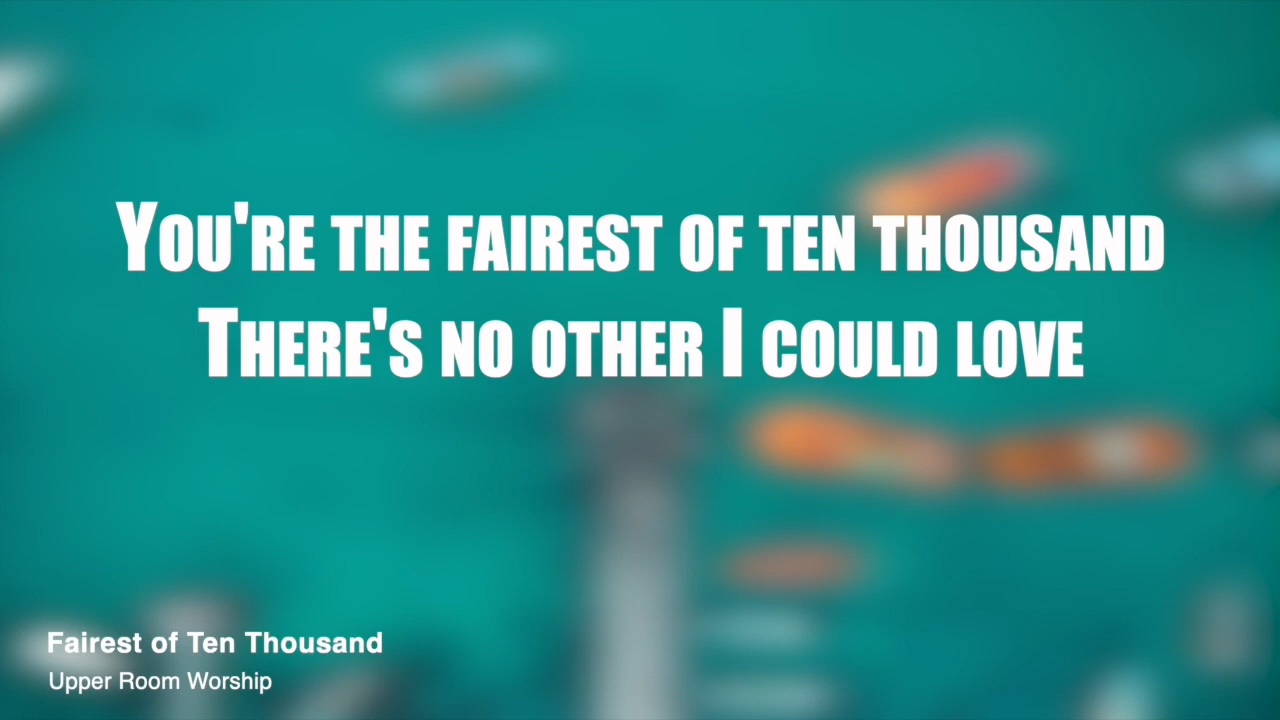 You're the fairest of ten thousand
There's no other I could love
Fairest of Ten Thousand
Upper Room Worship